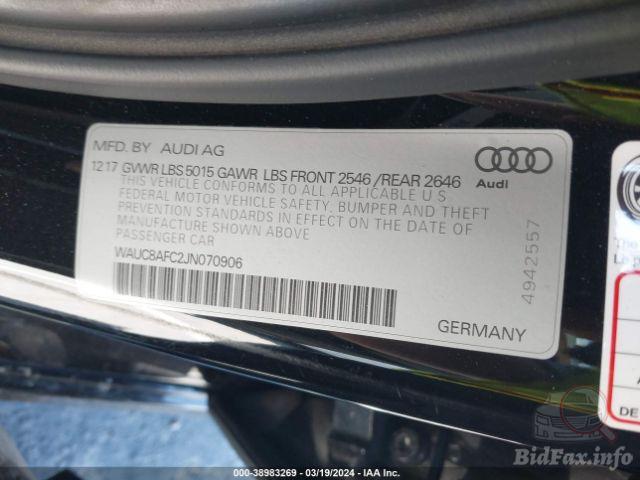 MFD. BY AUDI AG
12 17 GVWR LBS 5015 GAWR LBS FRONT 2546 /REAR 2646
THIS VEHICLE CONFORMS TO ALL APPLICABLE U S
FEDERAL MOTOR VEHICLE SAFETY, BUMPER AND THEFT
PREVENTION STANDARDS IN EFFECT ON THE DATE OF
MANUFACTURE SHOWN ABOVE
PASSENGER CAR
WAUC8AFC2JN070906
Audi
4942557
GERMANY
The
DE
BidFax.info
000-38983269 - 03/19/2024 - IAA Inc.